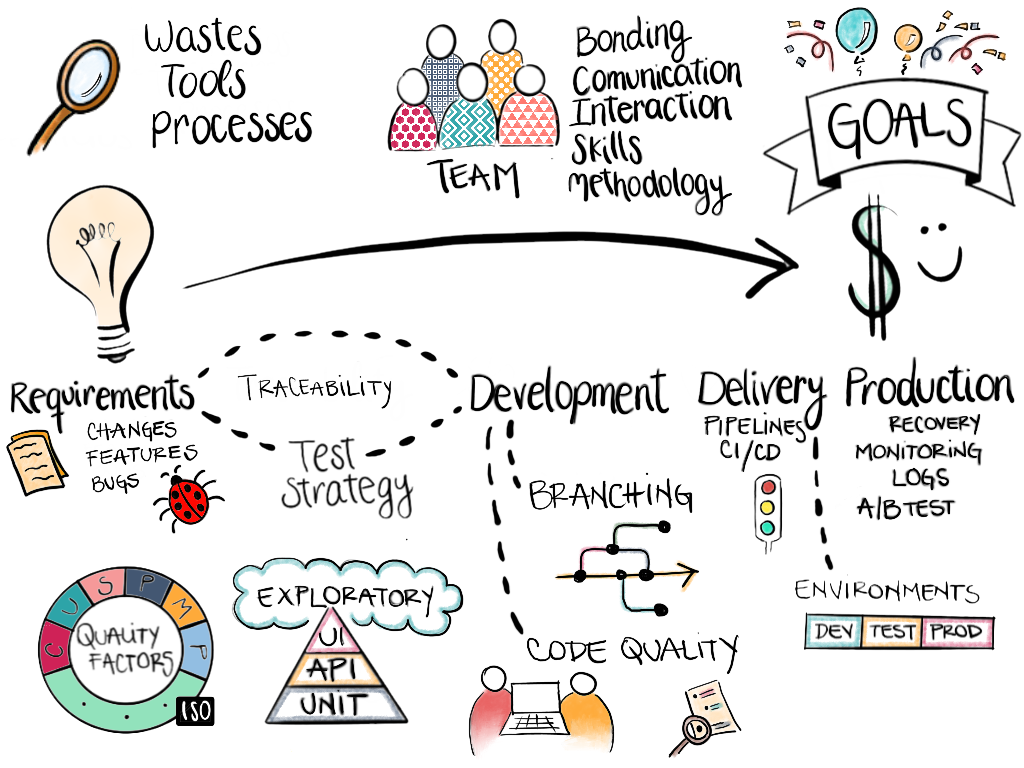 Wastes
Tools
Processes
TEAM
Bonding
Comunication
Interaction
Skills
methodology
GOALS
$
Requirements
CHANGES
FEATURES
BUGS
TRACEABILITY
Test
Strategy
Development
BRANCHING
CODE QUALITY
Delivery
PIPELINES
CI/CD
Production
RECOVERY
MONITORING
LOGS
A/B TEST
ENVIRONMENTS
DEV TEST PROD
C U S P M P
QUALITY
FACTORS
ISO
EXPLORATORY
UI
API
UNIT